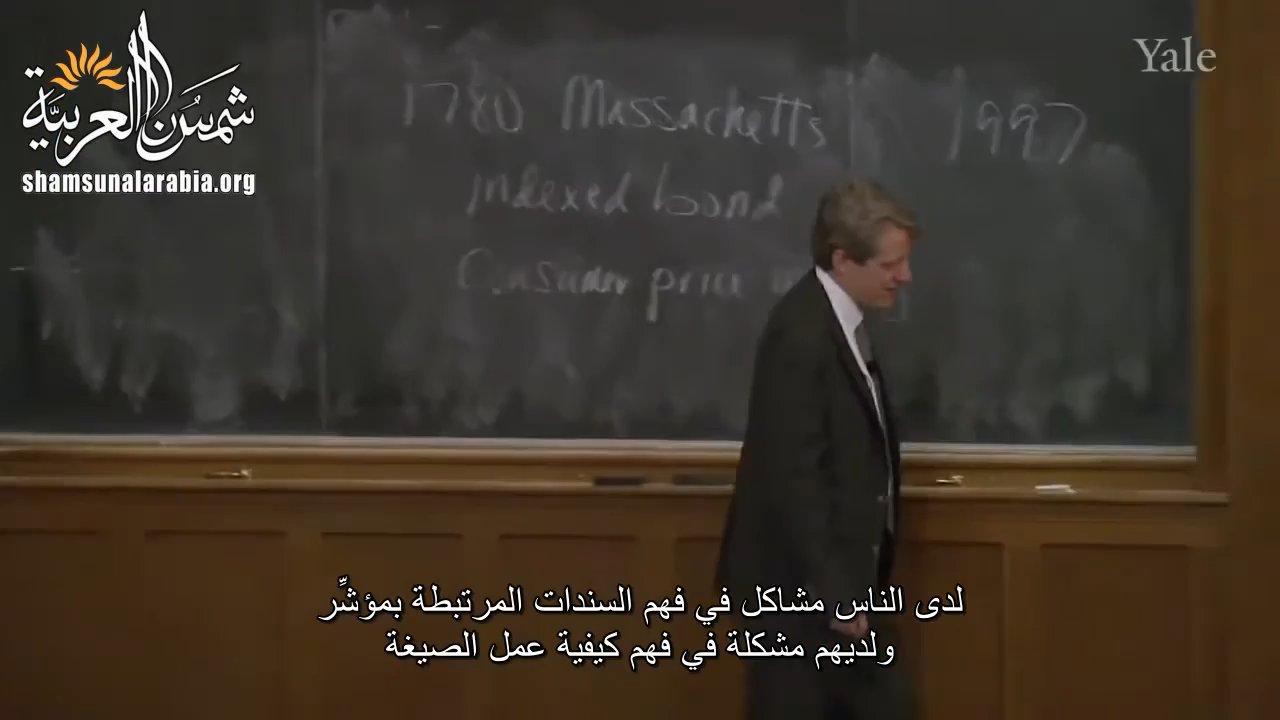 شمس العربية
shamsunalarabia.org
Yale
1780 Massachetts 1997
indexed bond
Consumer price
لدى الناس مشاكل في فهم السندات المرتبطة بمؤشِّر
ولديهم مشكلة في فهم كيفية عمل الصيغة